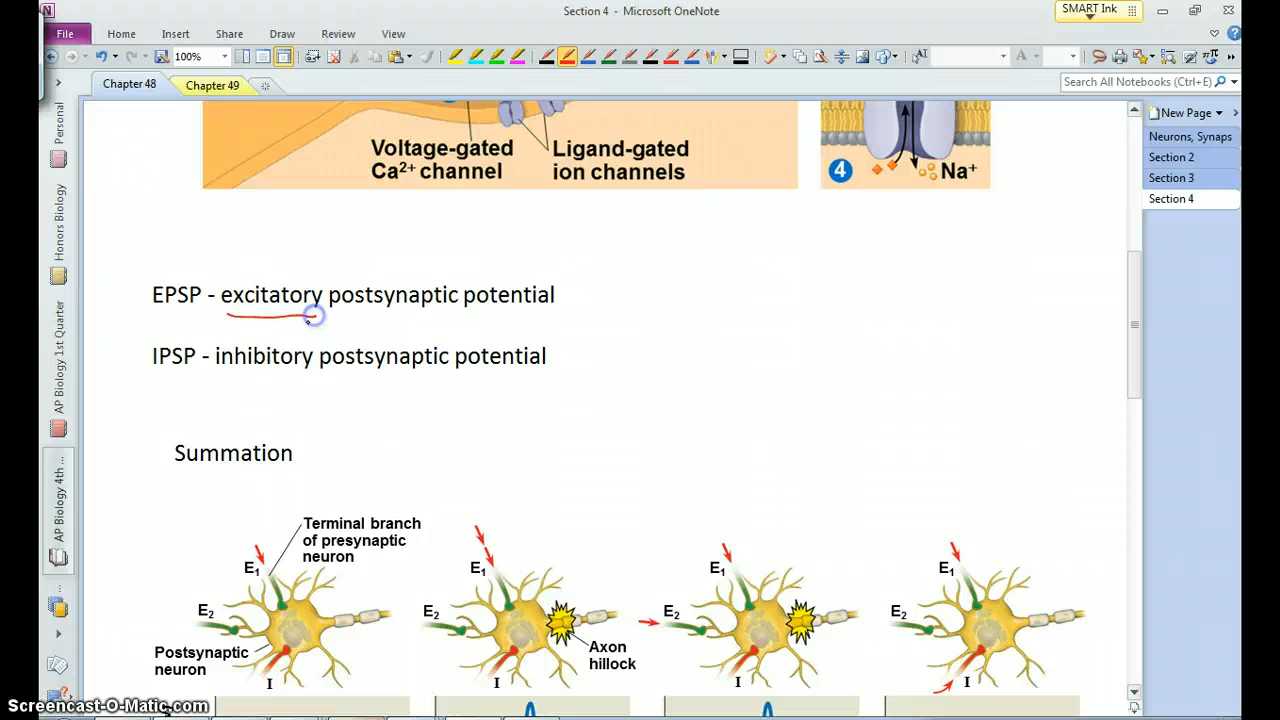 Section 4 - Microsoft OneNote
SMART Ink
File Home Insert Share Draw Review View
100%
Chapter 48
Chapter 49
Search All Notebooks (Ctrl+E)
New Page
Neurons, Synaps
Section 2
Section 3
Section 4
Personal
Honors Biology
AP Biology 1st Quarter
AP Biology 4th ...
Voltage-gated
Ca²⁺ channel
Ligand-gated
ion channels
4
Na⁺
EPSP - excitatory postsynaptic potential
IPSP - inhibitory postsynaptic potential
Summation
Terminal branch
of presynaptic
neuron
E₁
E₂
Postsynaptic
neuron
I
E₁
E₂
Axon
hillock
I
E₁
E₂
I
E₁
E₂
I
Screencast-O-Matic.com